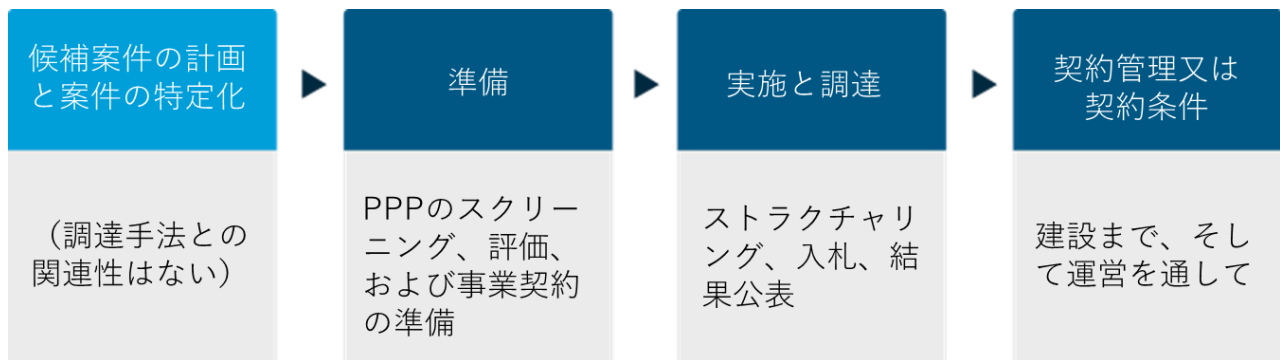 候補案件の計画
と案件の特定化
（調達手法との
関連性はない）
準備
PPPのスクリー
ニング、評価、
および事業契約
の準備
実施と調達
ストラクチャリ
ング、入札、結
果公表
契約管理又は
契約条件
建設まで、そし
て運営を通して